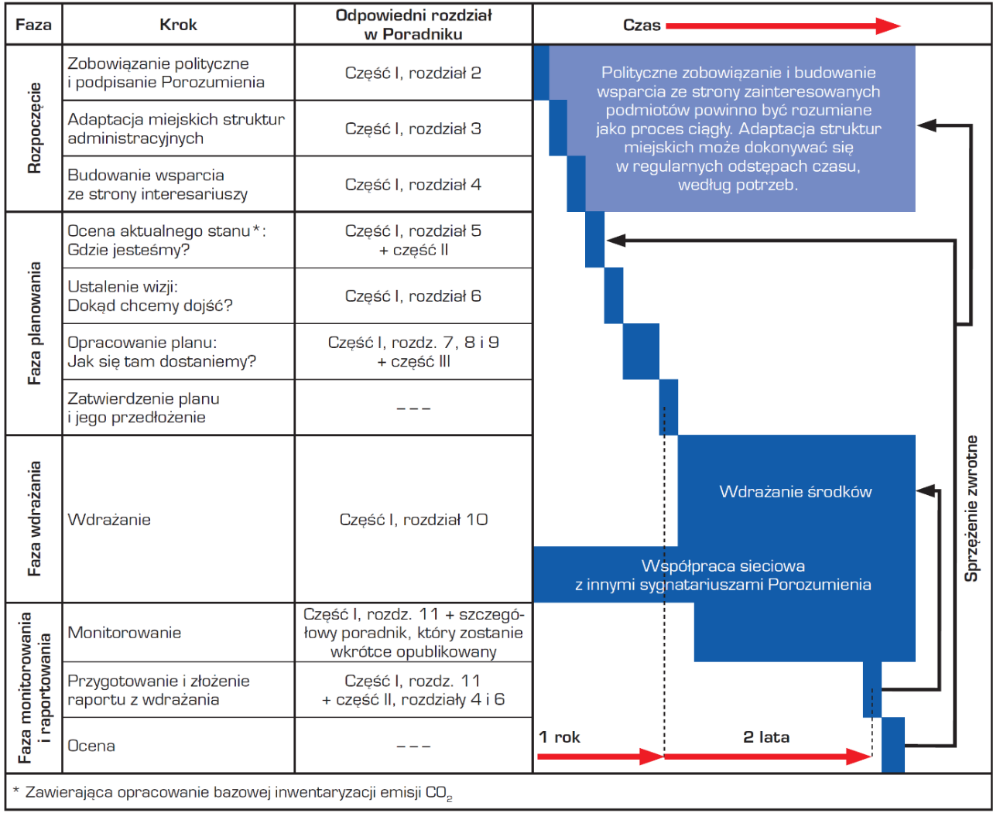 Faza
Krok
Odpowiedni rozdział
w Poradniku
Czas
Rozpoczęcie
Zobowiązanie polityczne
i podpisanie Porozumienia
Część I, rozdział 2
Adaptacja miejskich struktur
administracyjnych
Część I, rozdział 3
Budowanie wsparcia
ze strony interesariuszy
Część I, rozdział 4
Polityczne zobowiązanie i budowanie
wsparcia ze strony zainteresowanych
podmiotów powinno być rozumiane
jako proces ciągły. Adaptacja struktur
miejskich może dokonywać się
w regularnych odstępach czasu,
według potrzeb.
Faza planowania
Ocena aktualnego stanu*:
Gdzie jesteśmy?
Część I, rozdział 5
+ część II
Ustalenie wizji:
Dokąd chcemy dojść?
Część I, rozdział 6
Opracowanie planu:
Jak się tam dostaniemy?
Część I, rozdz. 7, 8 i 9
+ część III
Zatwierdzenie planu
i jego przedłożenie
– – –
Faza wdrażania
Wdrażanie
Część I, rozdział 10
Wdrażanie środków
Współpraca sieciowa
z innymi sygnatariuszami Porozumienia
Sprzężenie zwrotne
Faza monitorowania
i raportowania
Monitorowanie
Część I, rozdz. 11 + szczegó-
łowy poradnik, który zostanie
wkrótce opublikowany
Przygotowanie i złożenie
raportu z wdrażania
Część I, rozdz. 11
+ część II, rozdziały 4 i 6
Ocena
– – –
1 rok
2 lata
* Zawierająca opracowanie bazowej inwentaryzacji emisji CO₂